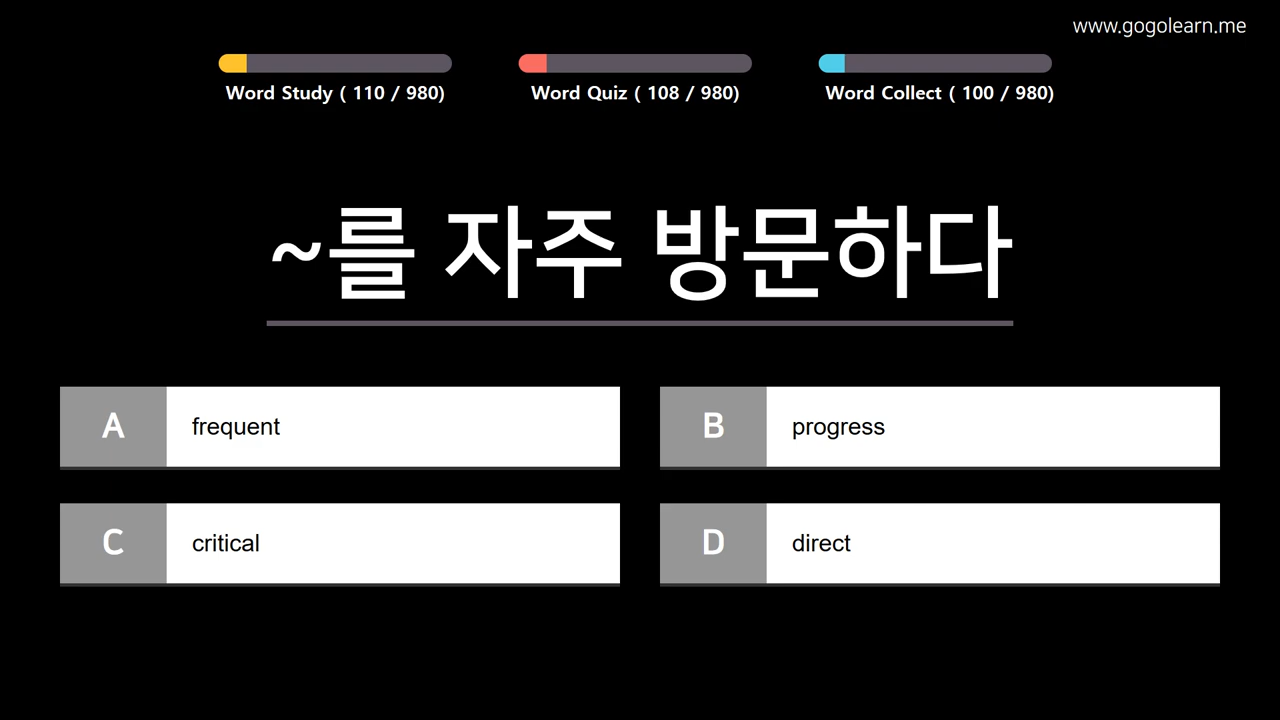 www.gogolearn.me
Word Study ( 110 / 980)
Word Quiz ( 108 / 980)
Word Collect ( 100 / 980)
~를 자주 방문하다
A frequent
B progress
C critical
D direct